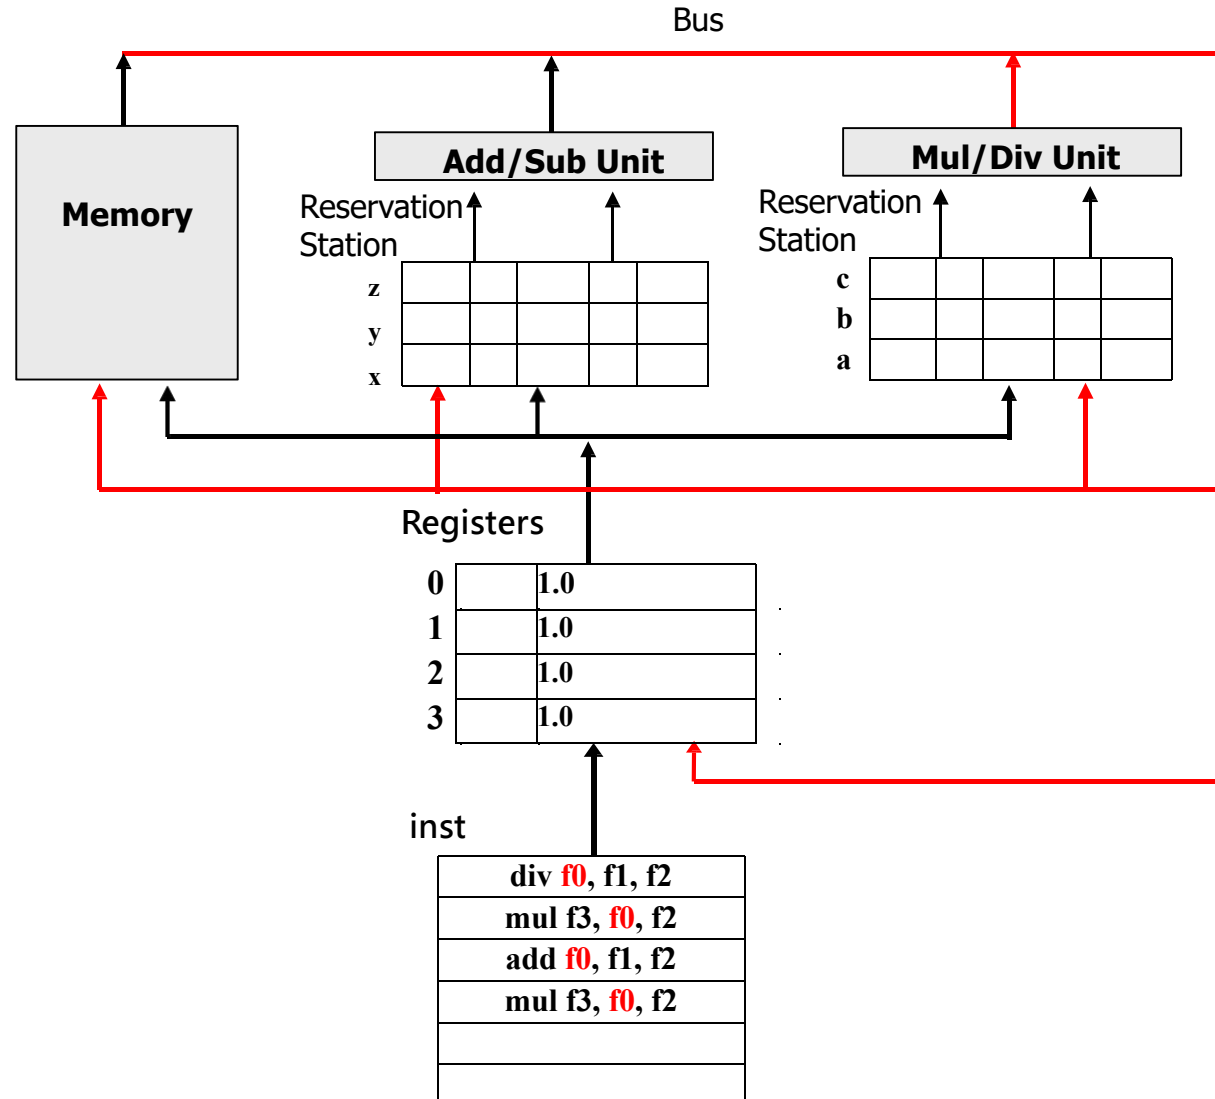 Bus
Memory
Add/Sub Unit
Mul/Div Unit
Reservation
Station
z
y
x
Reservation
Station
c
b
a
Registers
0 1.0
1 1.0
2 1.0
3 1.0
inst
div f0, f1, f2
mul f3, f0, f2
add f0, f1, f2
mul f3, f0, f2